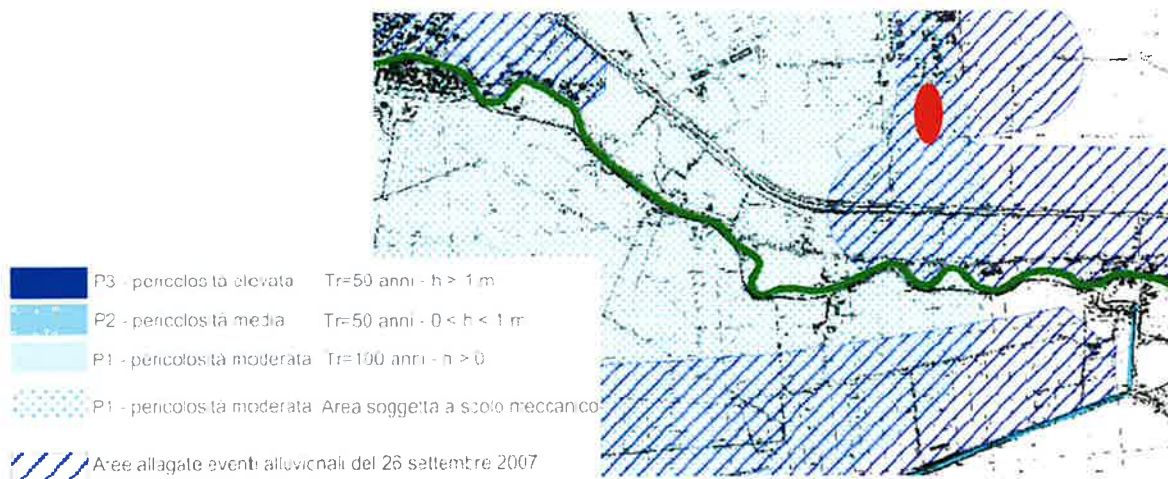 P3 - pericolosità elevata Tr=50 anni - h > 1 m
P2 - pericolosità media Tr=50 anni - 0 < h < 1 m
P1 - pericolosità moderata Tr=100 anni - h > 0
P1 - pericolosità moderata Area soggetta a scolo meccanico
Aree allagate eventi alluvionali del 26 settembre 2007